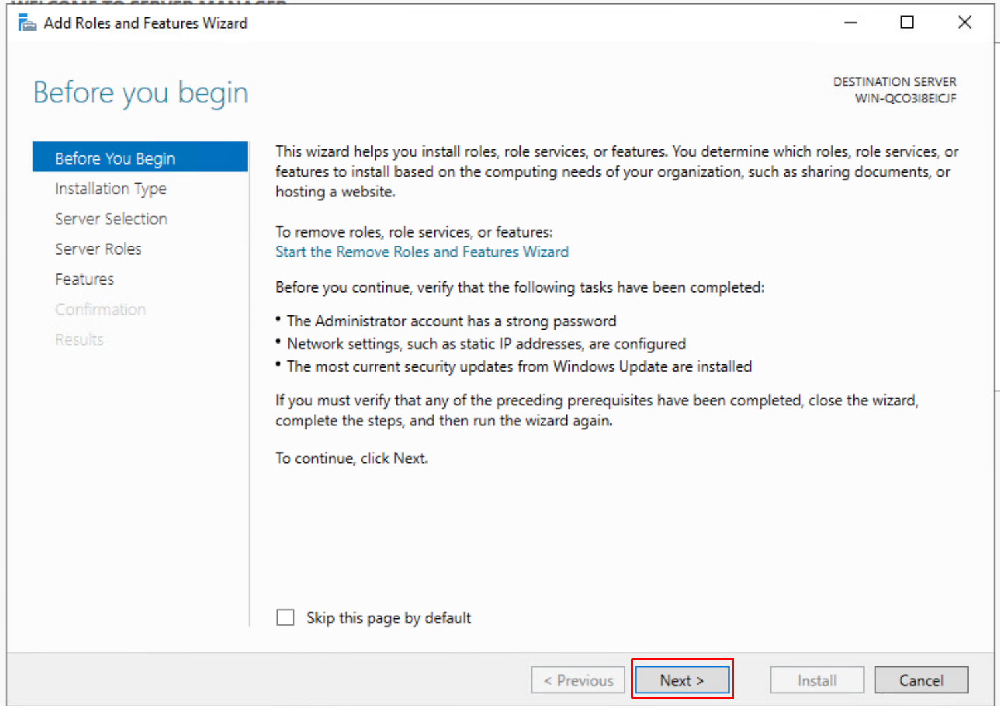 WELCOME TO SERVER MANAGER
Add Roles and Features Wizard
Before you begin
DESTINATION SERVER
WIN-QCO3I8EICJF
Before You Begin
Installation Type
Server Selection
Server Roles
Features
Confirmation
Results
This wizard helps you install roles, role services, or features. You determine which roles, role services, or
features to install based on the computing needs of your organization, such as sharing documents, or
hosting a website.
To remove roles, role services, or features:
Start the Remove Roles and Features Wizard
Before you continue, verify that the following tasks have been completed:
• The Administrator account has a strong password
• Network settings, such as static IP addresses, are configured
• The most current security updates from Windows Update are installed
If you must verify that any of the preceding prerequisites have been completed, close the wizard,
complete the steps, and then run the wizard again.
To continue, click Next.
Skip this page by default
< Previous
Next >
Install
Cancel